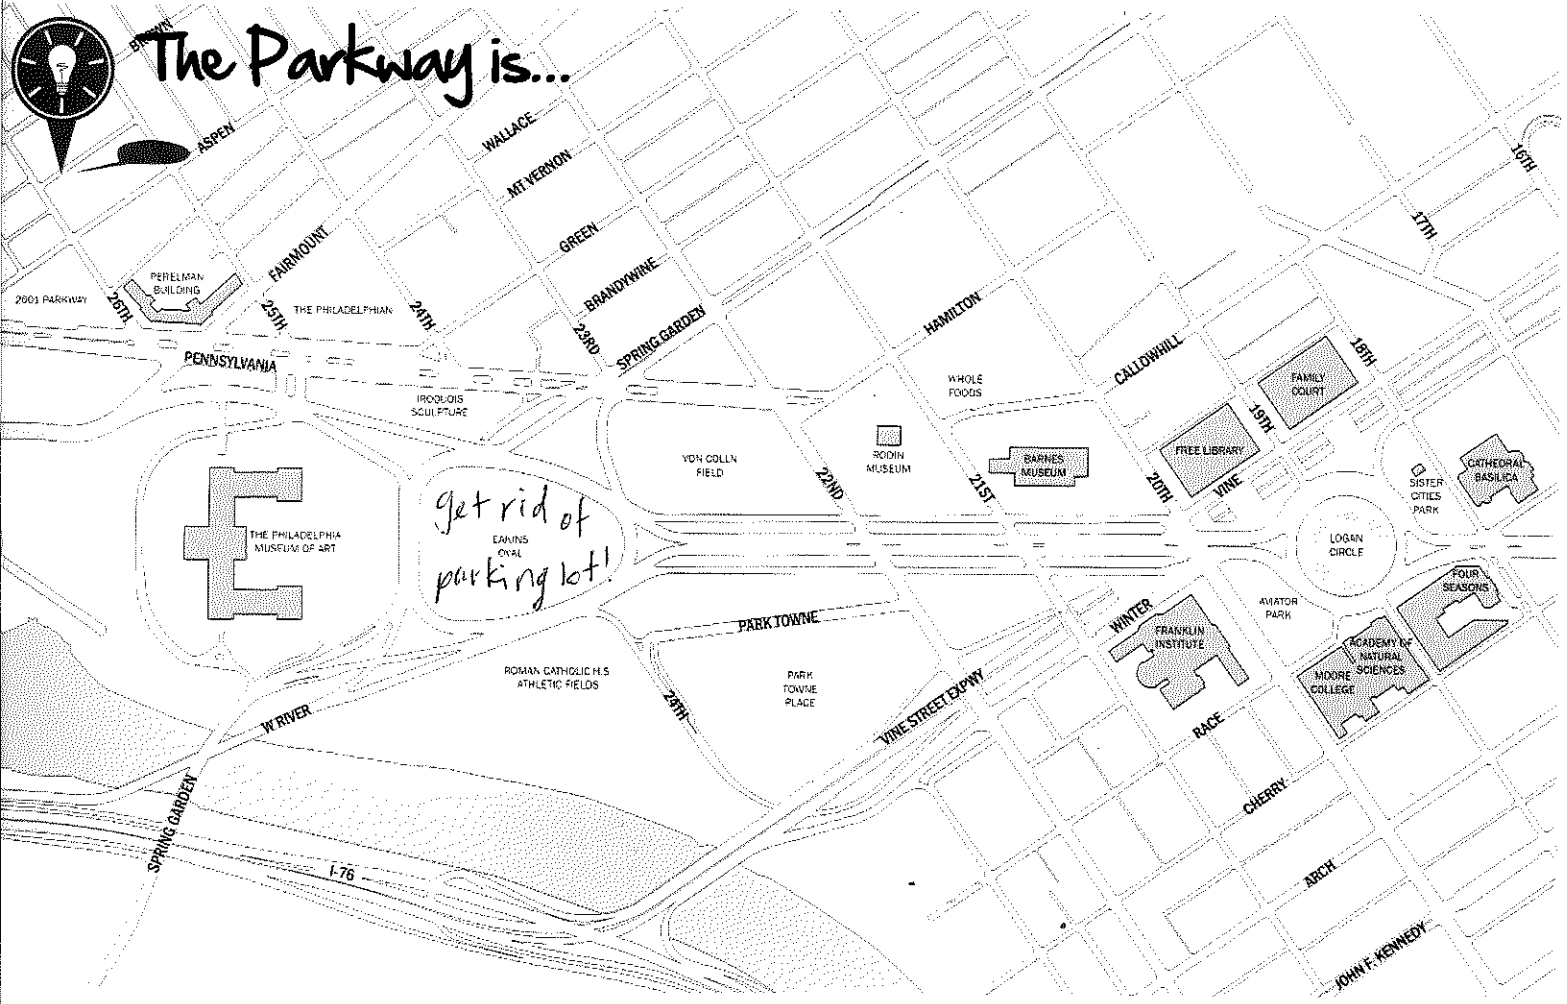 The Parkway is...
BROWN
ASPEN
WALLACE
MT VERNON
GREEN
BRANDYWINE
SPRING GARDEN
FAIRMOUNT
16TH
17TH
PERELMAN
BUILDING
2601 PARKWAY
26TH
25TH
THE PHILADELPHIAN
24TH
23RD
HAMILTON
CALLOWHILL
18TH
PENNSYLVANIA
IROQUOIS
SCULPTURE
WHOLE
FOODS
FAMILY
COURT
19TH
VON COLLN
FIELD
22ND
RODIN
MUSEUM
21ST
BARNES
MUSEUM
20TH
FREE LIBRARY
VINE
SISTER
CITIES
PARK
CATHEDRAL
BASILICA
get rid of
EAKINS
OVAL
parking lot!
THE PHILADELPHIA
MUSEUM OF ART
LOGAN
CIRCLE
FOUR
SEASONS
AVIATOR
PARK
PARK TOWNE
WINTER
FRANKLIN
INSTITUTE
ACADEMY OF
NATURAL
SCIENCES
MOORE
COLLEGE
ROMAN CATHOLIC H.S
ATHLETIC FIELDS
24TH
PARK
TOWNE
PLACE
VINE STREET EXPWY
W RIVER
RACE
CHERRY
SPRING GARDEN
I-76
ARCH
JOHN F. KENNEDY